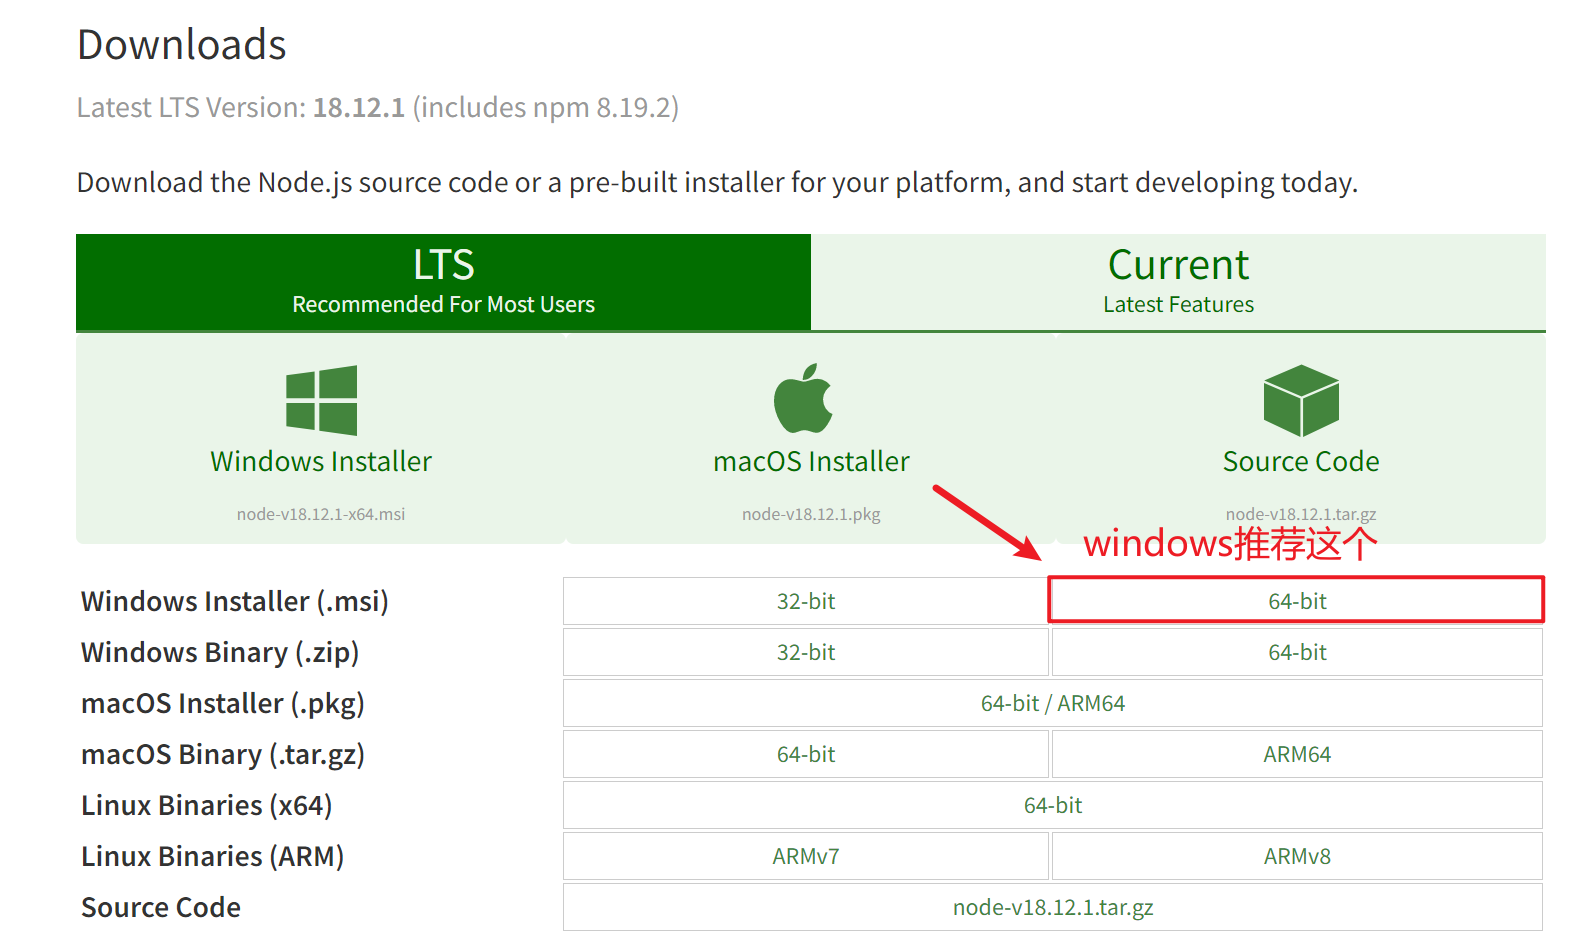 Downloads
Latest LTS Version: 18.12.1 (includes npm 8.19.2)
Download the Node.js source code or a pre-built installer for your platform, and start developing today.
LTS
Recommended For Most Users
Current
Latest Features
Windows Installer
node-v18.12.1-x64.msi
macOS Installer
node-v18.12.1.pkg
Source Code
node-v18.12.1.tar.gz
windows推荐这个
Windows Installer (.msi) 32-bit 64-bit
Windows Binary (.zip) 32-bit 64-bit
macOS Installer (.pkg) 64-bit / ARM64
macOS Binary (.tar.gz) 64-bit ARM64
Linux Binaries (x64) 64-bit
Linux Binaries (ARM) ARMv7 ARMv8
Source Code node-v18.12.1.tar.gz